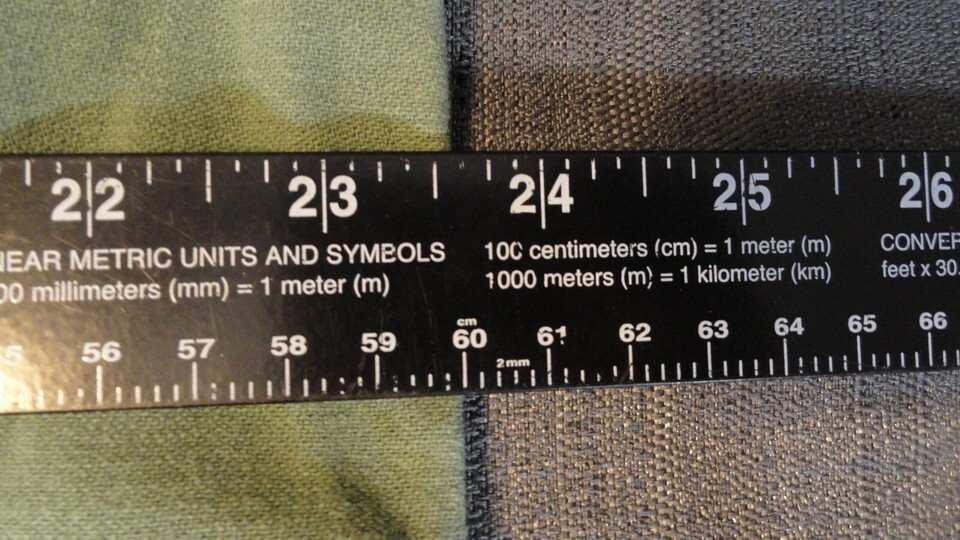 22 23 24 25 26
NEAR METRIC UNITS AND SYMBOLS 100 centimeters (cm) = 1 meter (m) CONVER
00 millimeters (mm) = 1 meter (m) 1000 meters (m) = 1 kilometer (km) feet x 30.
cm
5 56 57 58 59 60 61 62 63 64 65 66
2mm